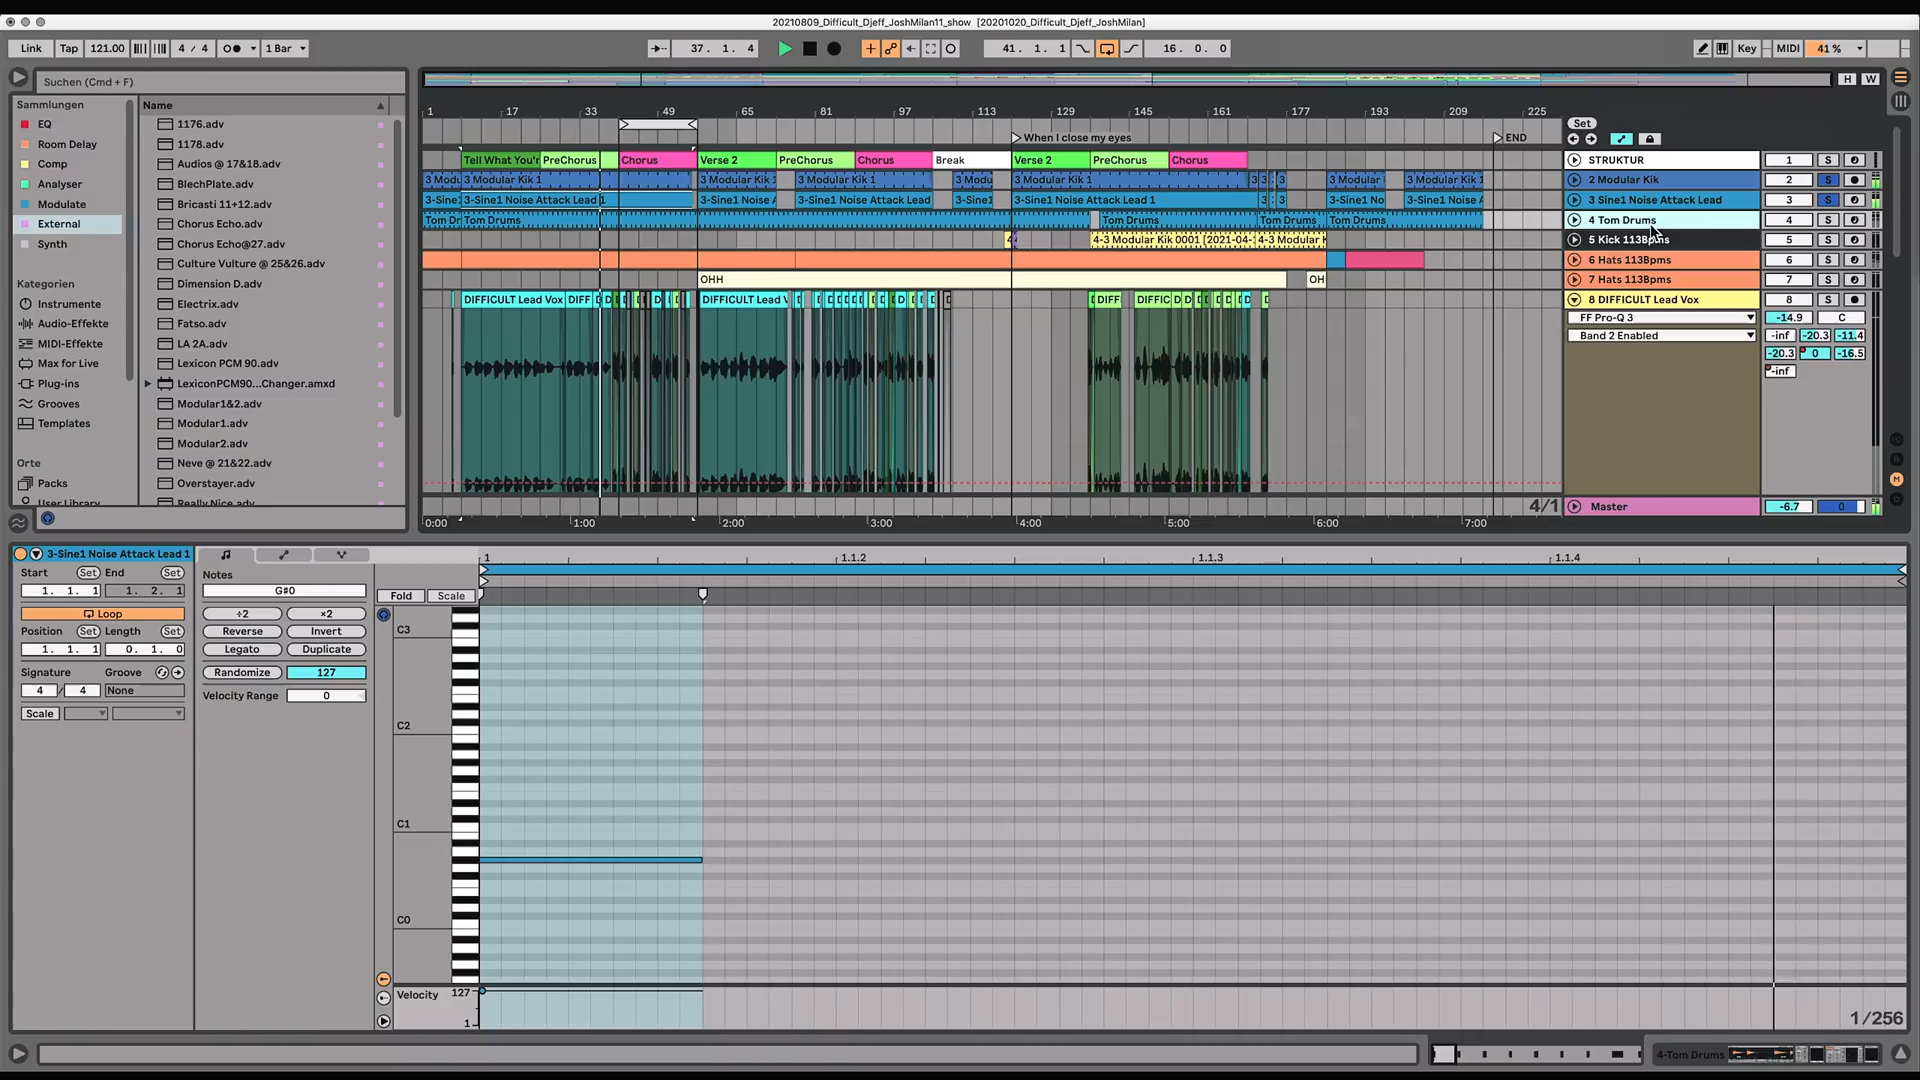 20210809_Difficult_Djeff_JoshMilan11_show [20201020_Difficult_Djeff_JoshMilan]
Link Tap 121.00 4 / 4 1 Bar 37. 1. 4 41. 1. 1 16. 0. 0 Key MIDI 41 %
Suchen (Cmd + F) H W
Sammlungen Name
EQ
Room Delay
Comp
Analyser
Modulate
External
Synth
Kategorien
Instrumente
Audio-Effekte
MIDI-Effekte
Max for Live
Plug-ins
Grooves
Templates
Orte
Packs
User Library
1176.adv
1178.adv
Audios @ 17&18.adv
BlechPlate.adv
Bricasti 11+12.adv
Chorus Echo.adv
Chorus Echo@27.adv
Culture Vulture @ 25&26.adv
Dimension D.adv
Electrix.adv
Fatso.adv
LA 2A.adv
Lexicon PCM 90.adv
LexiconPCM90...Changer.amxd
Modular1&2.adv
Modular1.adv
Modular2.adv
Neve @ 21&22.adv
Overstayer.adv
Really Nice.adv
1 17 33 49 65 81 97 113 129 145 161 177 193 209 225
When I close my eyes END Set
Tell What You'r PreChorus Chorus Verse 2 PreChorus Chorus Break Verse 2 PreChorus Chorus STRUKTUR 1 S
3 Modu 3 Modular Kik 1 3 Modular Kik 1 3 Modular Kik 1 3 Modu 3 Modular Kik 1 3 3 3 3 Modular 3 Modular Kik 1 2 Modular Kik 2 S
3-Sine1 3-Sine1 Noise Attack Lead 1 3-Sine1 Noise A 3-Sine1 Noise Attack Lead 3-Sine1 3-Sine1 Noise Attack Lead 1 3 3 3 3-Sine1 No 3-Sine1 Noise A 3 Sine1 Noise Attack Lead 3 S
Tom Dr Tom Drums Tom Drums Tom Drums Tom Drums 4 Tom Drums 4 S
4 4-3 Modular Kik 0001 [2021-04- 4-3 Modular K 5 Kick 113Bpms 5 S
6 Hats 113Bpms 6 S
OHH OH 7 Hats 113Bpms 7 S
DIFFICULT Lead Vox DIFF DIFFICULT Lead V DIFF DIFFIC 8 DIFFICULT Lead Vox 8 S
FF Pro-Q 3 -14.9 C
Band 2 Enabled -inf -20.3 -11.4
-20.3 0 -16.5
-inf
4/1 Master -6.7 0
0:00 1:00 2:00 3:00 4:00 5:00 6:00 7:00
3-Sine1 Noise Attack Lead 1
Start Set End Set
1. 1. 1 1. 2. 1
Loop
Position Set Length Set
1. 1. 1 0. 1. 0
Signature Groove
4 / 4 None
Scale
Notes
G#0
÷2 ×2
Reverse Invert
Legato Duplicate
Randomize 127
Velocity Range 0
1 1.1.2 1.1.3 1.1.4
Fold Scale
C3
C2
C1
C0
Velocity 127
1
1/256
4-Tom Drums